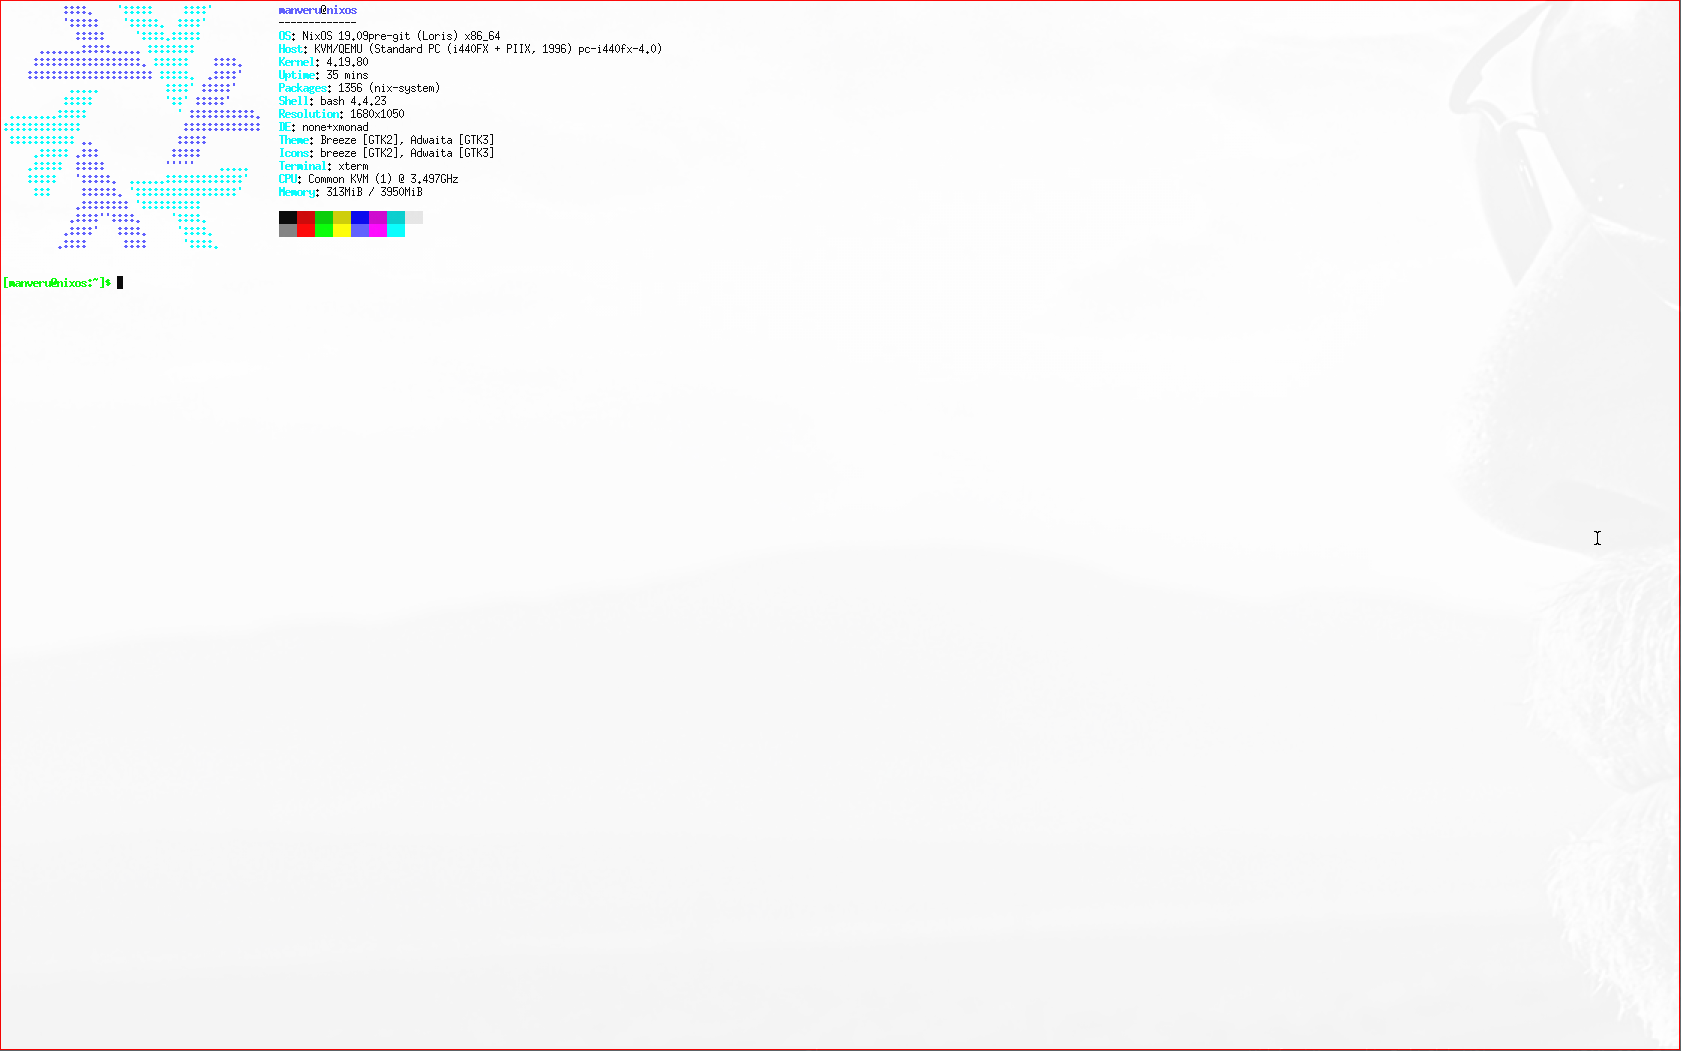 manveru@nixos
-------------
OS: NixOS 19.09pre-git (Loris) x86_64
Host: KVM/QEMU (Standard PC (i440FX + PIIX, 1996) pc-i440fx-4.0)
Kernel: 4.19.80
Uptime: 35 mins
Packages: 1356 (nix-system)
Shell: bash 4.4.23
Resolution: 1680x1050
DE: none+xmonad
Theme: Breeze [GTK2], Adwaita [GTK3]
Icons: breeze [GTK2], Adwaita [GTK3]
Terminal: xterm
CPU: Common KVM (1) @ 3.497GHz
Memory: 313MiB / 3950MiB
[manveru@nixos:~]$